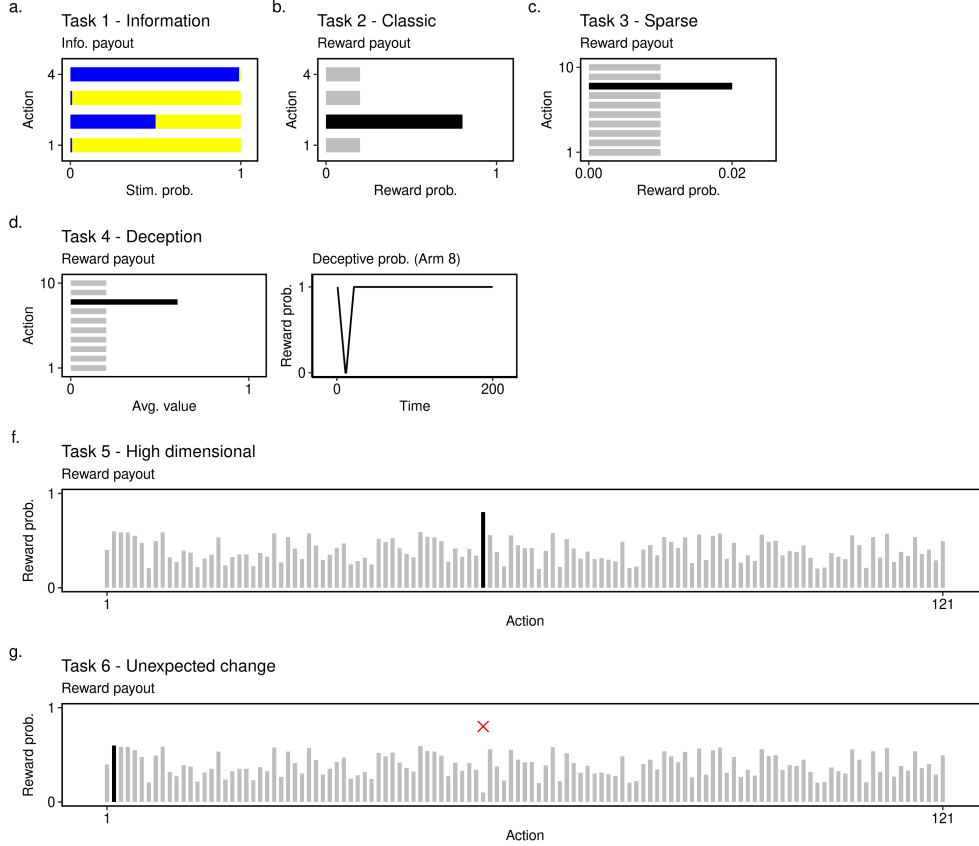 a.
Task 1 - Information
Info. payout
4
1
Action
0
1
Stim. prob.
b.
Task 2 - Classic
Reward payout
4
1
Action
0
1
Reward prob.
c.
Task 3 - Sparse
Reward payout
10
1
Action
0.00
0.02
Reward prob.
d.
Task 4 - Deception
Reward payout
10
1
Action
0
1
Avg. value
Deceptive prob. (Arm 8)
1
0
Reward prob.
0
200
Time
f.
Task 5 - High dimensional
Reward payout
1
0
Reward prob.
1
121
Action
g.
Task 6 - Unexpected change
Reward payout
1
0
Reward prob.
1
121
Action